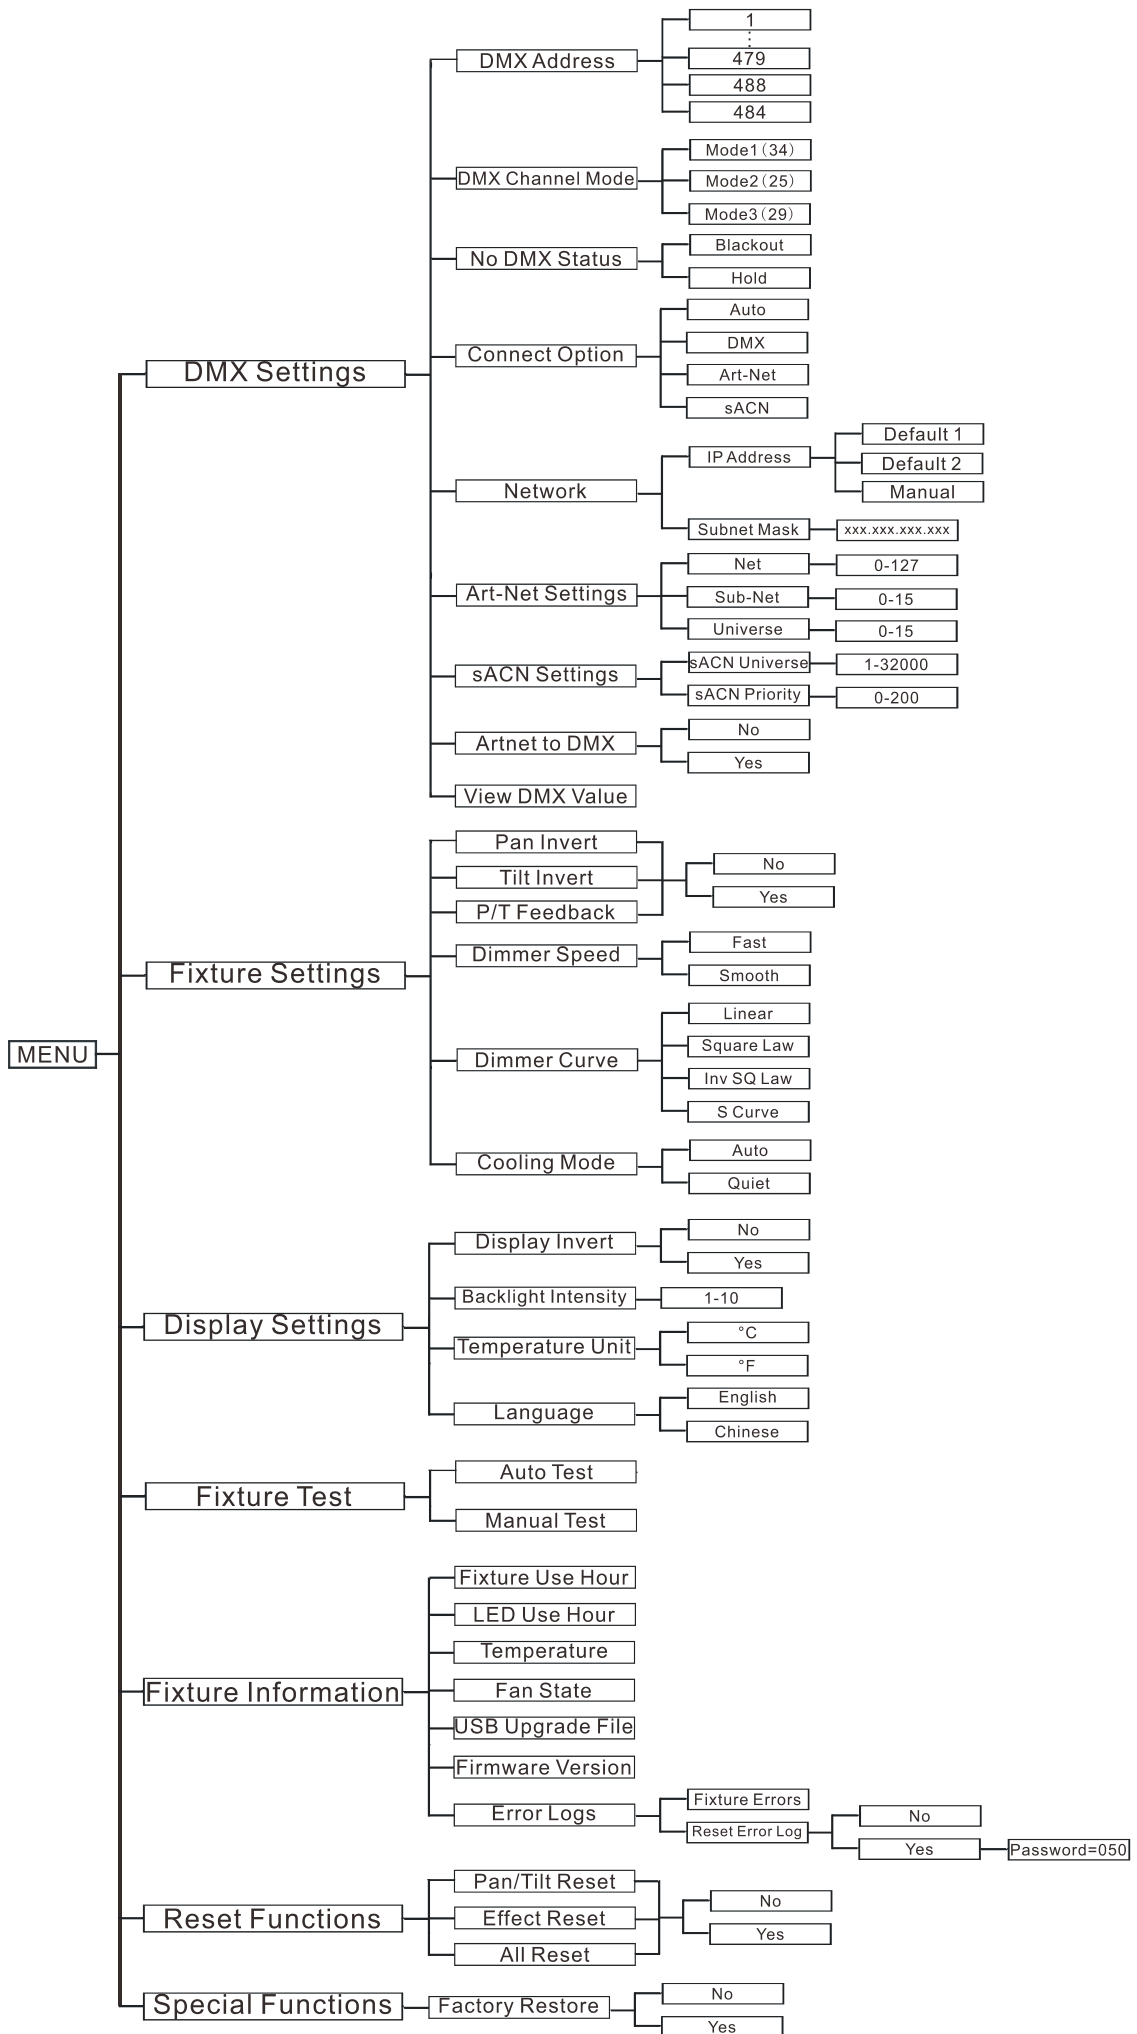 MENU
DMX Settings
DMX Address
1
479
488
484
DMX Channel Mode
Mode1(34)
Mode2(25)
Mode3(29)
No DMX Status
Blackout
Hold
Connect Option
Auto
DMX
Art-Net
sACN
Network
IP Address
Default 1
Default 2
Manual
Subnet Mask
xxx.xxx.xxx.xxx
Art-Net Settings
Net
0-127
Sub-Net
0-15
Universe
0-15
sACN Settings
sACN Universe
1-32000
sACN Priority
0-200
Artnet to DMX
No
Yes
View DMX Value
Fixture Settings
Pan Invert
Tilt Invert
P/T Feedback
No
Yes
Dimmer Speed
Fast
Smooth
Dimmer Curve
Linear
Square Law
Inv SQ Law
S Curve
Cooling Mode
Auto
Quiet
Display Settings
Display Invert
No
Yes
Backlight Intensity
1-10
Temperature Unit
°C
°F
Language
English
Chinese
Fixture Test
Auto Test
Manual Test
Fixture Information
Fixture Use Hour
LED Use Hour
Temperature
Fan State
USB Upgrade File
Firmware Version
Error Logs
Fixture Errors
Reset Error Log
No
Yes
Password=050
Reset Functions
Pan/Tilt Reset
Effect Reset
All Reset
No
Yes
Special Functions
Factory Restore
No
Yes